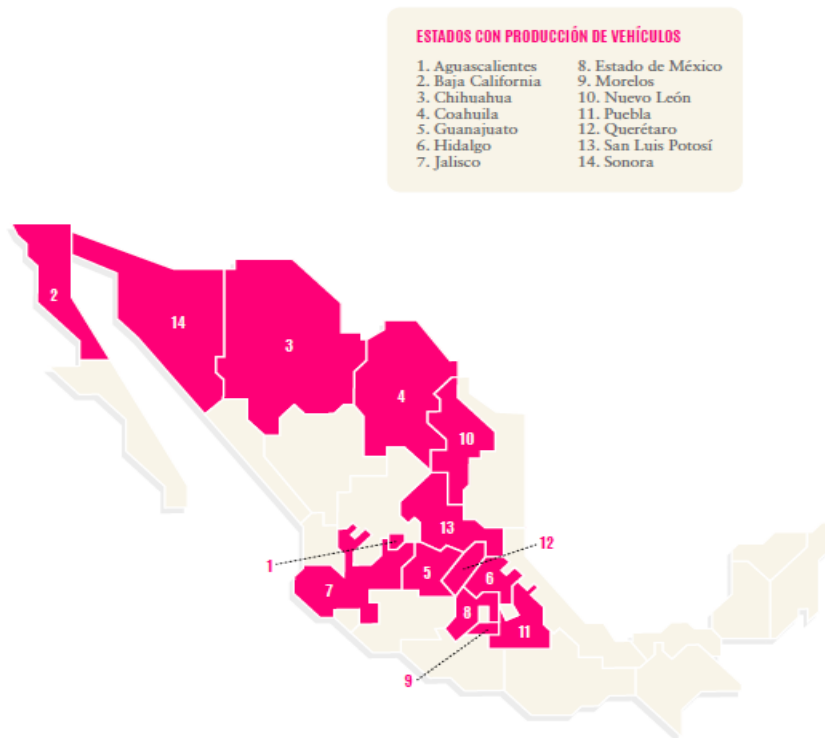 ESTADOS CON PRODUCCIÓN DE VEHÍCULOS
1. Aguascalientes
2. Baja California
3. Chihuahua
4. Coahuila
5. Guanajuato
6. Hidalgo
7. Jalisco
8. Estado de México
9. Morelos
10. Nuevo León
11. Puebla
12. Querétaro
13. San Luis Potosí
14. Sonora
2
14
3
4
10
13
12
1
5
6
7
8
11
9